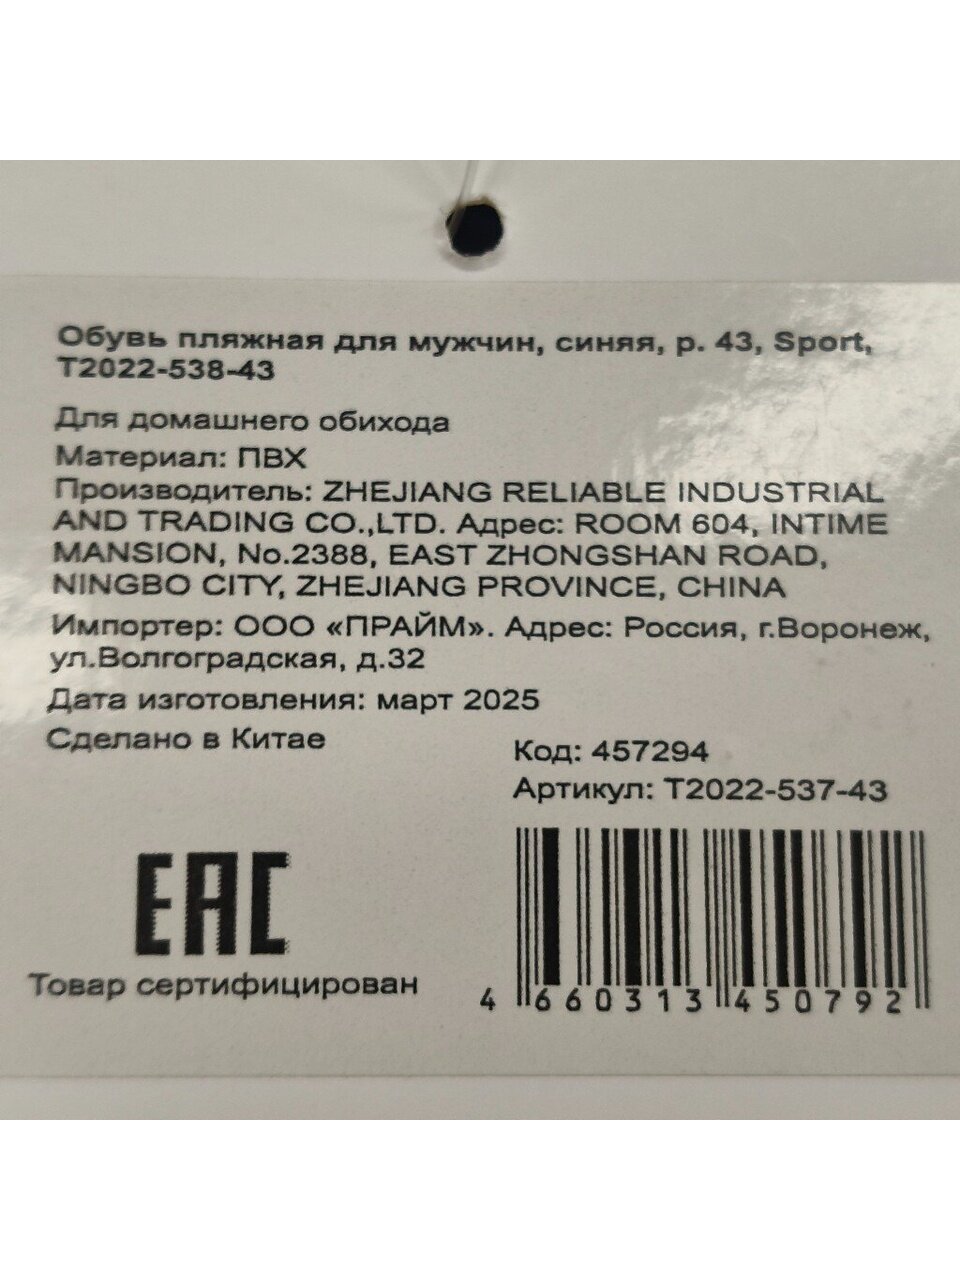 Обувь пляжная для мужчин, синяя, р. 43, Sport,
Т2022-538-43
Для домашнего обихода
Материал: ПВХ
Производитель: ZHEJIANG RELIABLE INDUSTRIAL
AND TRADING CO.,LTD. Адрес: ROOM 604, INTIME
MANSION, No.2388, EAST ZHONGSHAN ROAD,
NINGBO CITY, ZHEJIANG PROVINCE, CHINA
Импортер: ООО «ПРАЙМ». Адрес: Россия, г.Воронеж,
ул.Волгоградская, д.32
Дата изготовления: март 2025
Сделано в Китае
Код: 457294
Артикул: Т2022-537-43
EAC
Товар сертифицирован
4 660313 450792